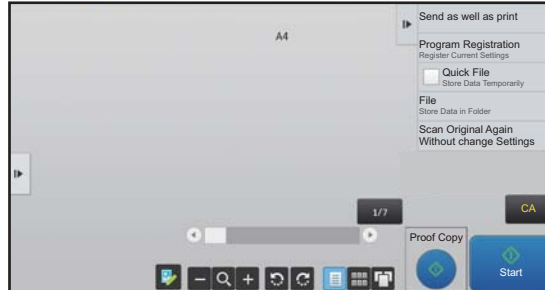 A4
Send as well as print
Program Registration
Register Current Settings
Quick File
Store Data Temporarily
File
Store Data in Folder
Scan Original Again
Without change Settings
1/7
CA
Proof Copy
Start